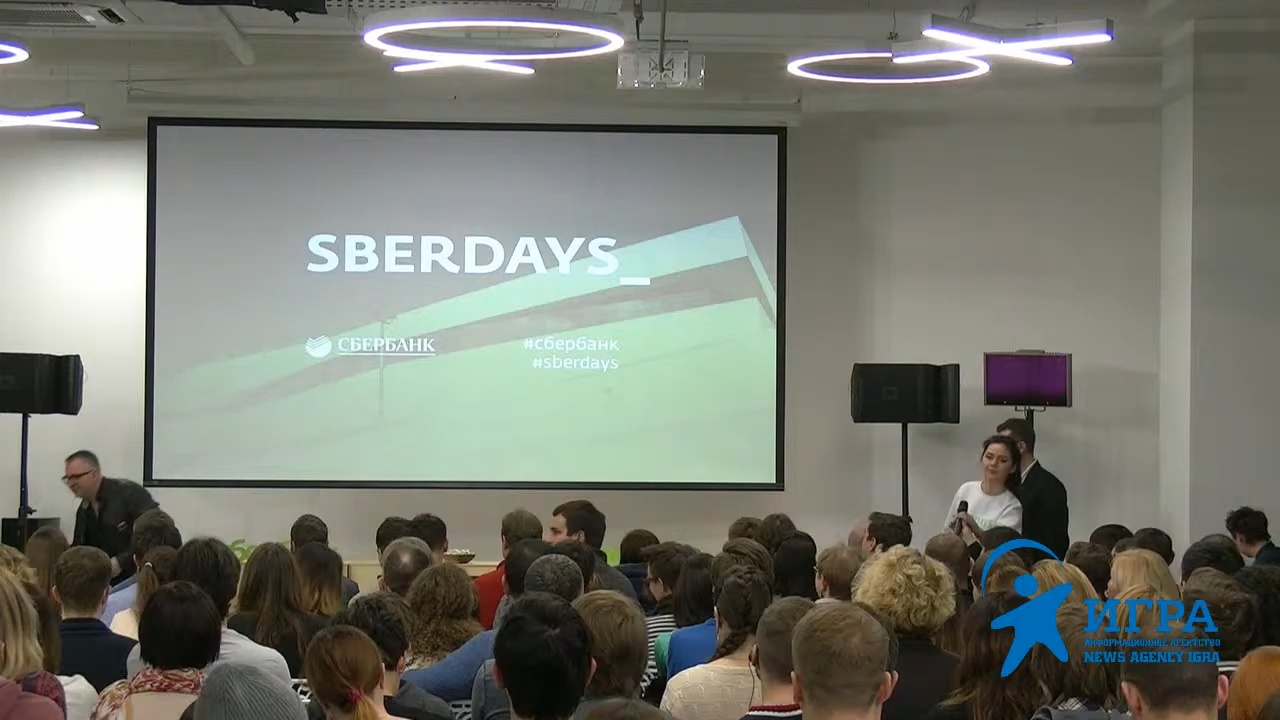 SBERDAYS_
СБЕРБАНК
#сбербанк
#sberdays
ИГРА
ИНФОРМАЦИОННОЕ АГЕНТСТВО
NEWS AGENCY IGRA